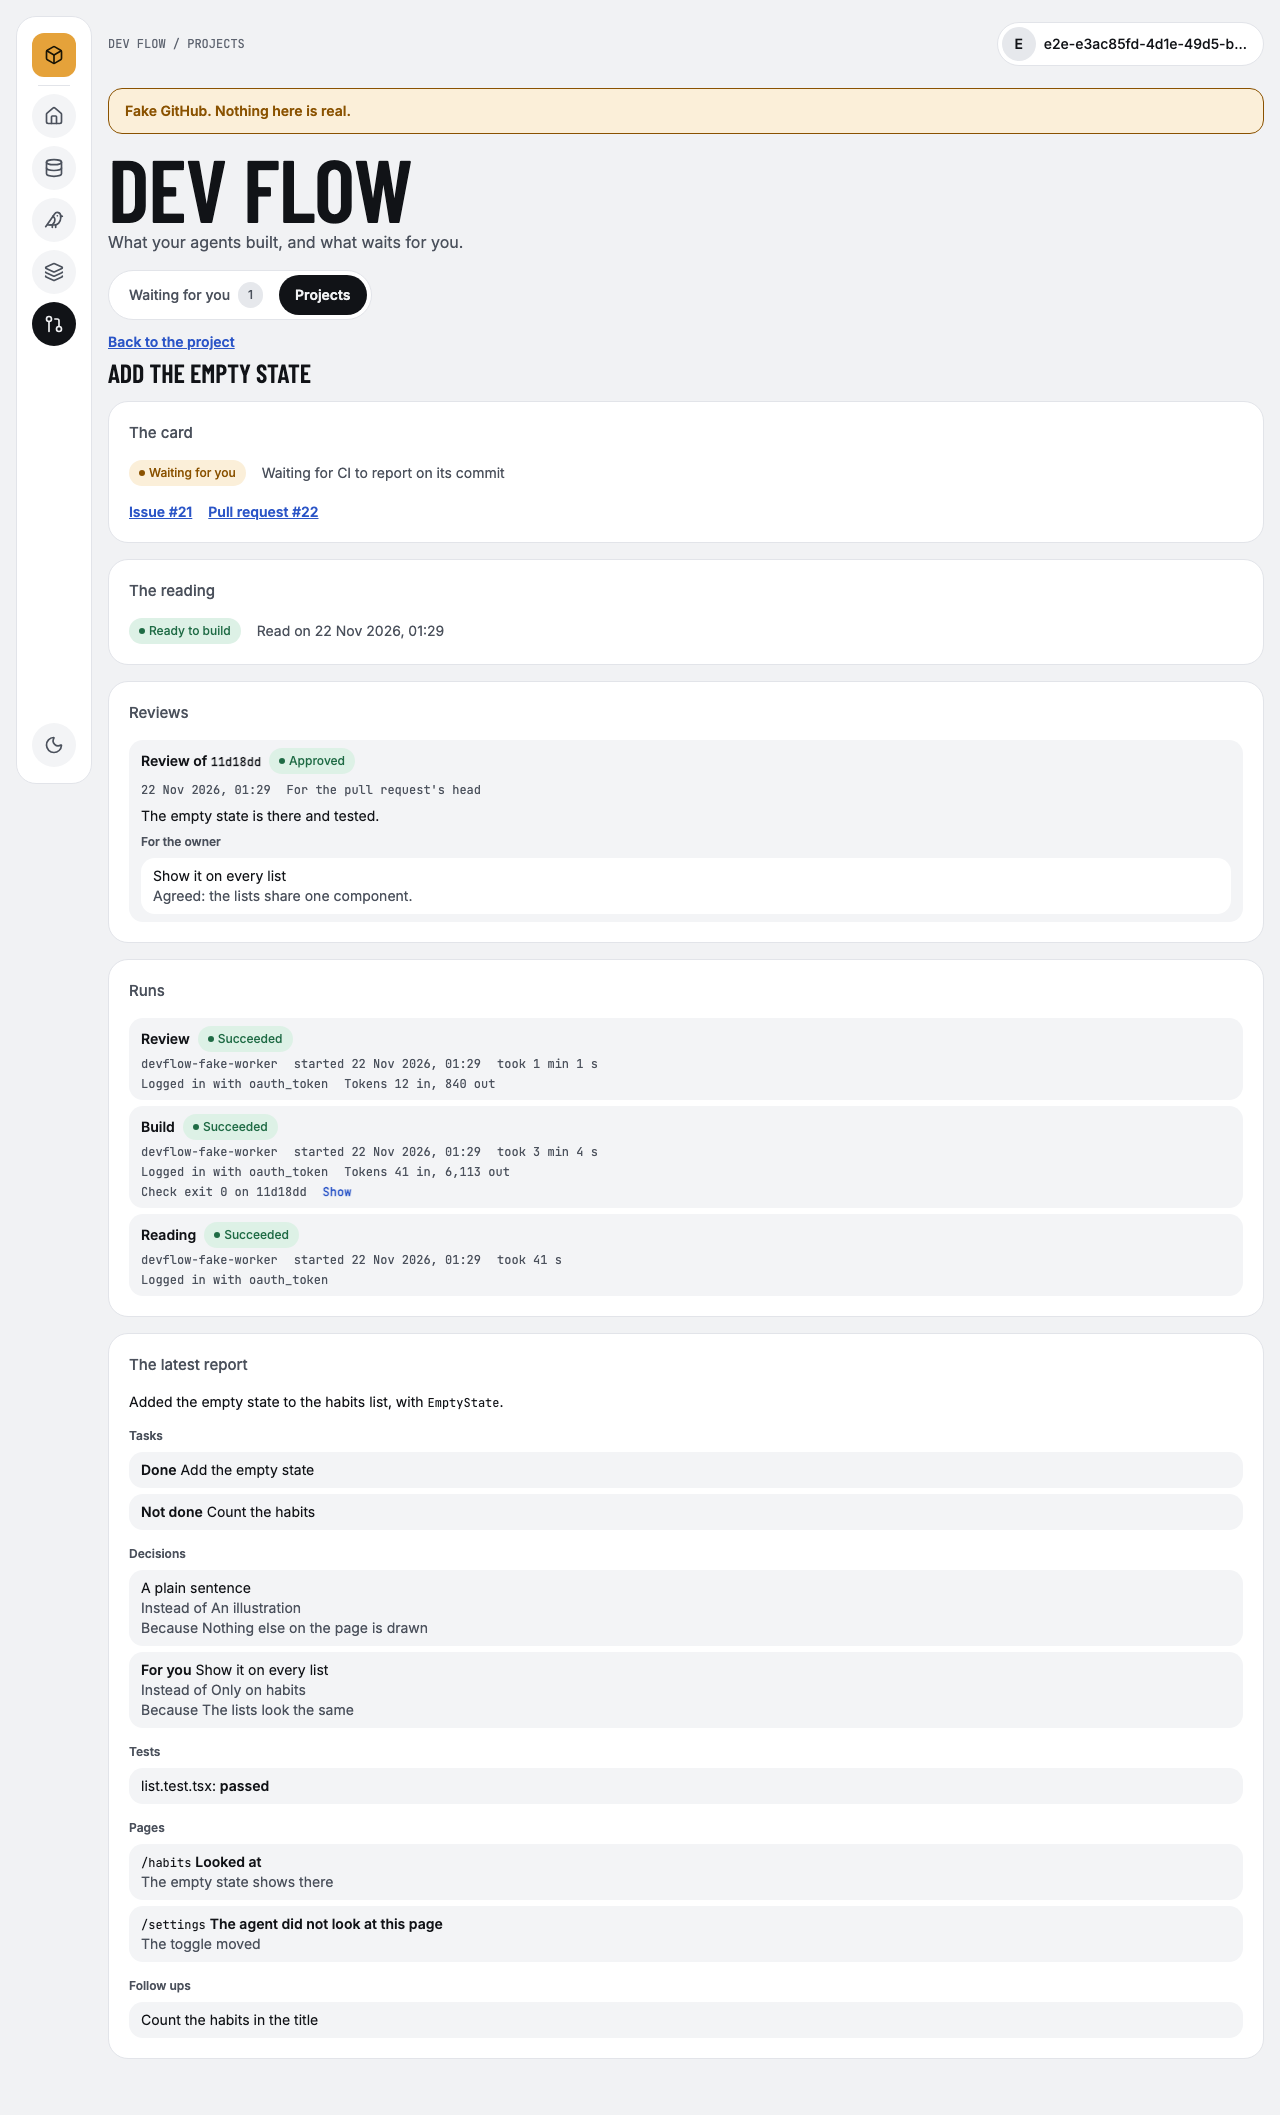 DEV FLOW / PROJECTS
E
e2e-e3ac85fd-4d1e-49d5-b...
Fake GitHub. Nothing here is real.
DEV FLOW
What your agents built, and what waits for you.
Waiting for you 1
Projects
Back to the project
ADD THE EMPTY STATE
The card
Waiting for you
Waiting for CI to report on its commit
Issue #21 Pull request #22
The reading
Ready to build
Read on 22 Nov 2026, 01:29
Reviews
Review of 11d18dd Approved
22 Nov 2026, 01:29 For the pull request's head
The empty state is there and tested.
For the owner
Show it on every list
Agreed: the lists share one component.
Runs
Review Succeeded
devflow-fake-worker started 22 Nov 2026, 01:29 took 1 min 1 s
Logged in with oauth_token Tokens 12 in, 840 out
Build Succeeded
devflow-fake-worker started 22 Nov 2026, 01:29 took 3 min 4 s
Logged in with oauth_token Tokens 41 in, 6,113 out
Check exit 0 on 11d18dd Show
Reading Succeeded
devflow-fake-worker started 22 Nov 2026, 01:29 took 41 s
Logged in with oauth_token
The latest report
Added the empty state to the habits list, with EmptyState.
Tasks
Done Add the empty state
Not done Count the habits
Decisions
A plain sentence
Instead of An illustration
Because Nothing else on the page is drawn
For you Show it on every list
Instead of Only on habits
Because The lists look the same
Tests
list.test.tsx: passed
Pages
/habits Looked at
The empty state shows there
/settings The agent did not look at this page
The toggle moved
Follow ups
Count the habits in the title